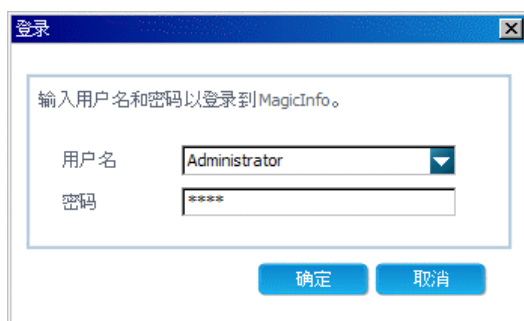 登录
输入用户名和密码以登录到MagicInfo。
用户名 Administrator
密码 ****
确定 取消